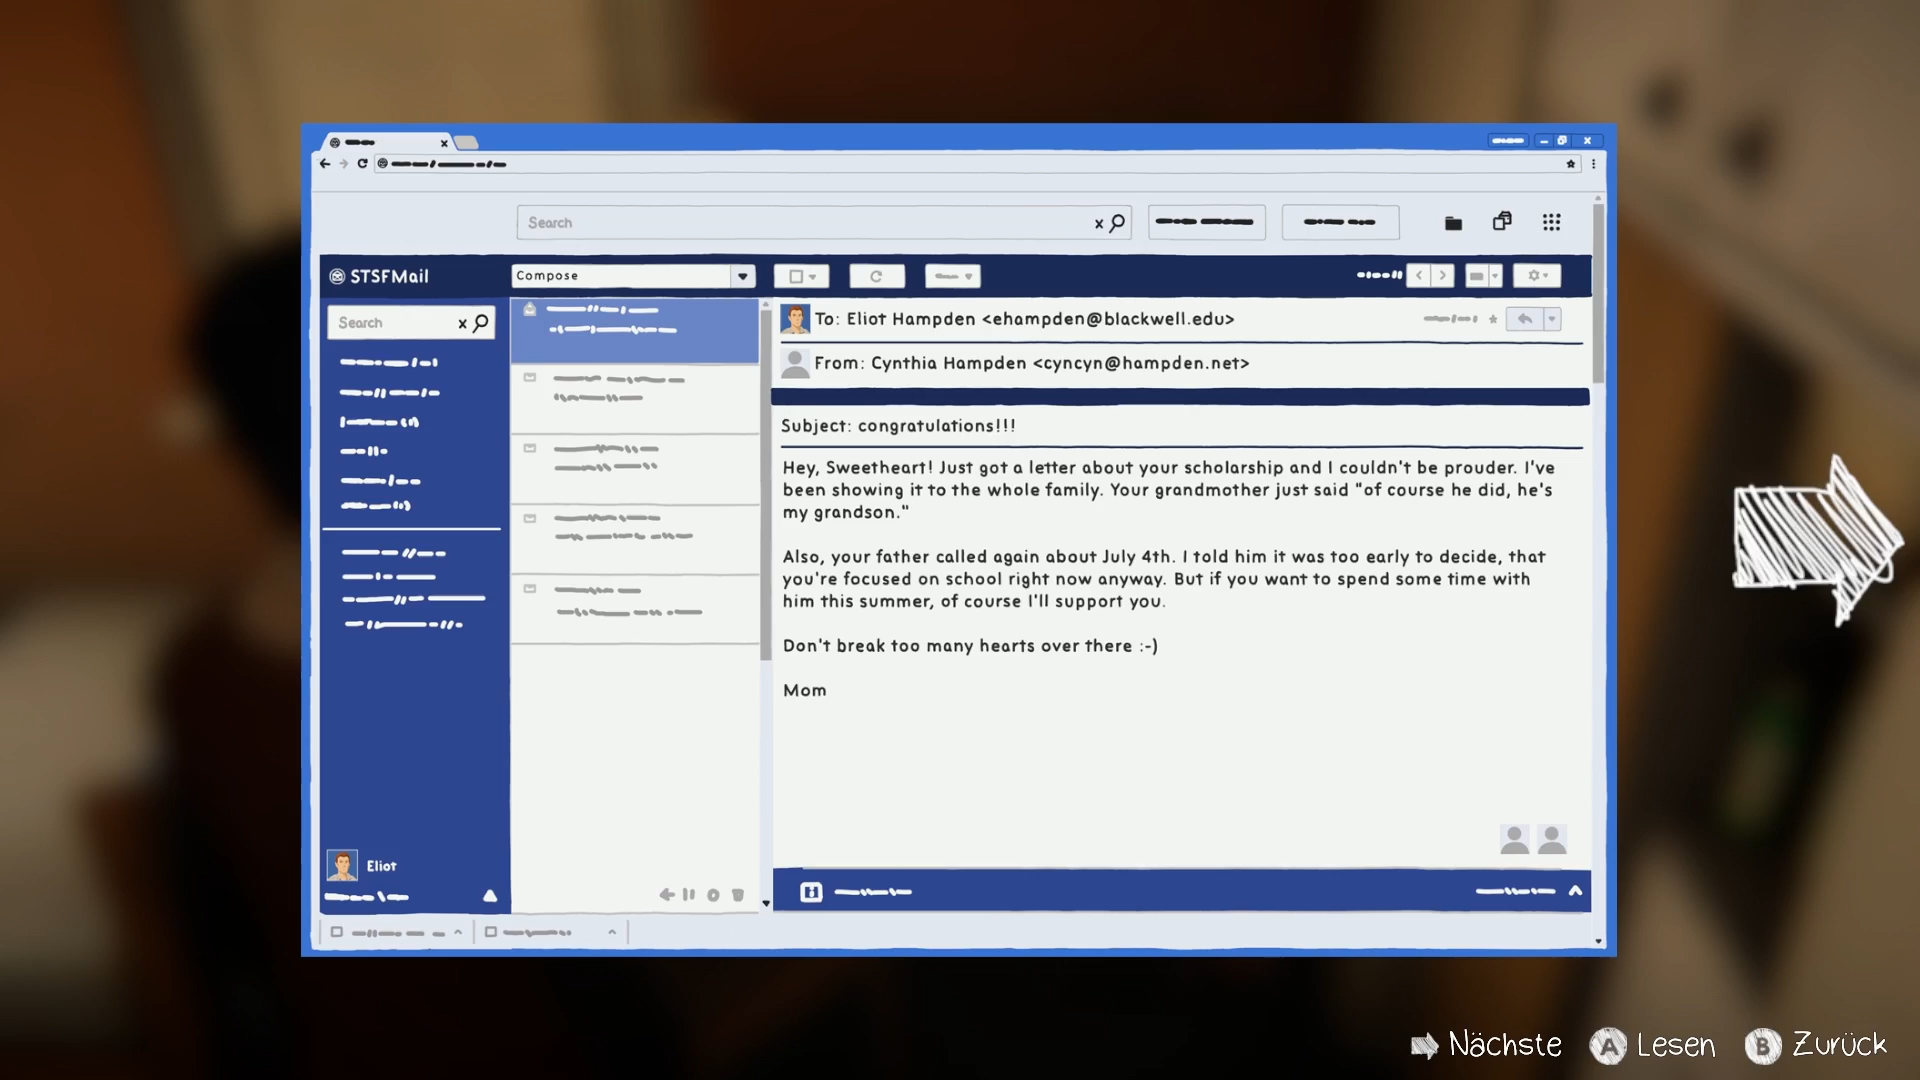 Search
STSFMail
Compose
Search
To: Eliot Hampden <ehampden@blackwell.edu>
From: Cynthia Hampden <cyncyn@hampden.net>
Subject: congratulations!!!
Hey, Sweetheart! Just got a letter about your scholarship and I couldn't be prouder. I've
been showing it to the whole family. Your grandmother just said "of course he did, he's
my grandson."
Also, your father called again about July 4th. I told him it was too early to decide, that
you're focused on school right now anyway. But if you want to spend some time with
him this summer, of course I'll support you.
Don't break too many hearts over there :-)
Mom
Eliot
Nächste
A Lesen
B Zurück